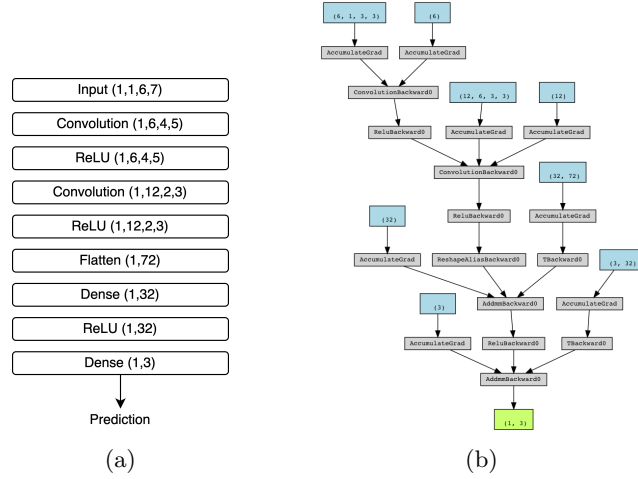 Input (1,1,6,7)
Convolution (1,6,4,5)
ReLU (1,6,4,5)
Convolution (1,12,2,3)
ReLU (1,12,2,3)
Flatten (1,72)
Dense (1,32)
ReLU (1,32)
Dense (1,3)
Prediction
(a)
(6, 1, 3, 3) (6)
AccumulateGrad AccumulateGrad
ConvolutionBackward0 (12, 6, 3, 3) (12)
ReluBackward0 AccumulateGrad AccumulateGrad
ConvolutionBackward0 (32, 72)
(32) ReluBackward0 AccumulateGrad
AccumulateGrad ReshapeAliasBackward0 TBackward0 (3, 32)
(3) AddmmBackward0 AccumulateGrad
AccumulateGrad ReluBackward0 TBackward0
AddmmBackward0
(1, 3)
(b)